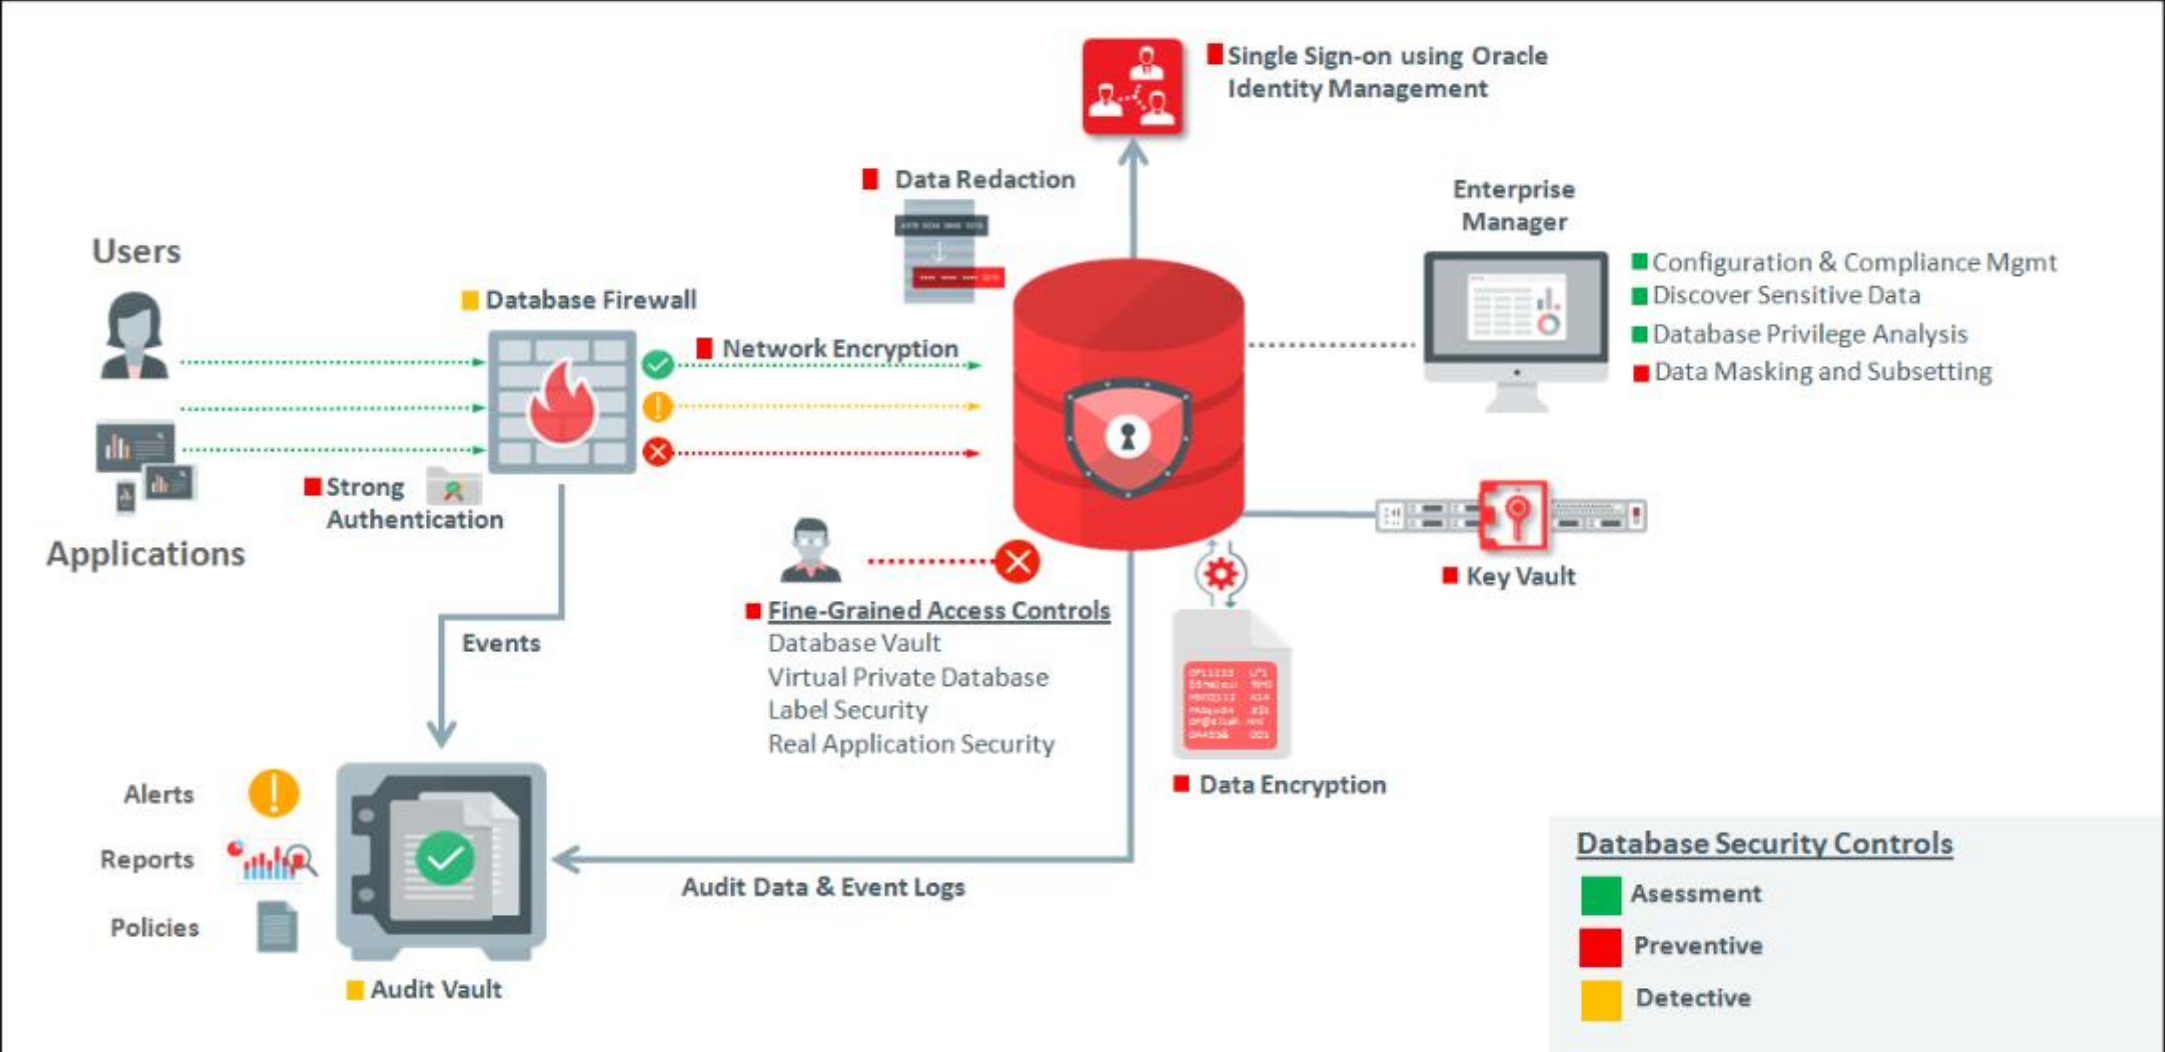 Single Sign-on using Oracle
Identity Management
Data Redaction
Enterprise
Manager
Configuration & Compliance Mgmt
Discover Sensitive Data
Database Privilege Analysis
Data Masking and Subsetting
Users
Database Firewall
Network Encryption
Strong
Authentication
Applications
Key Vault
Fine-Grained Access Controls
Database Vault
Virtual Private Database
Label Security
Real Application Security
Events
Data Encryption
Alerts
Reports
Policies
Audit Data & Event Logs
Audit Vault
Database Security Controls
Asessment
Preventive
Detective